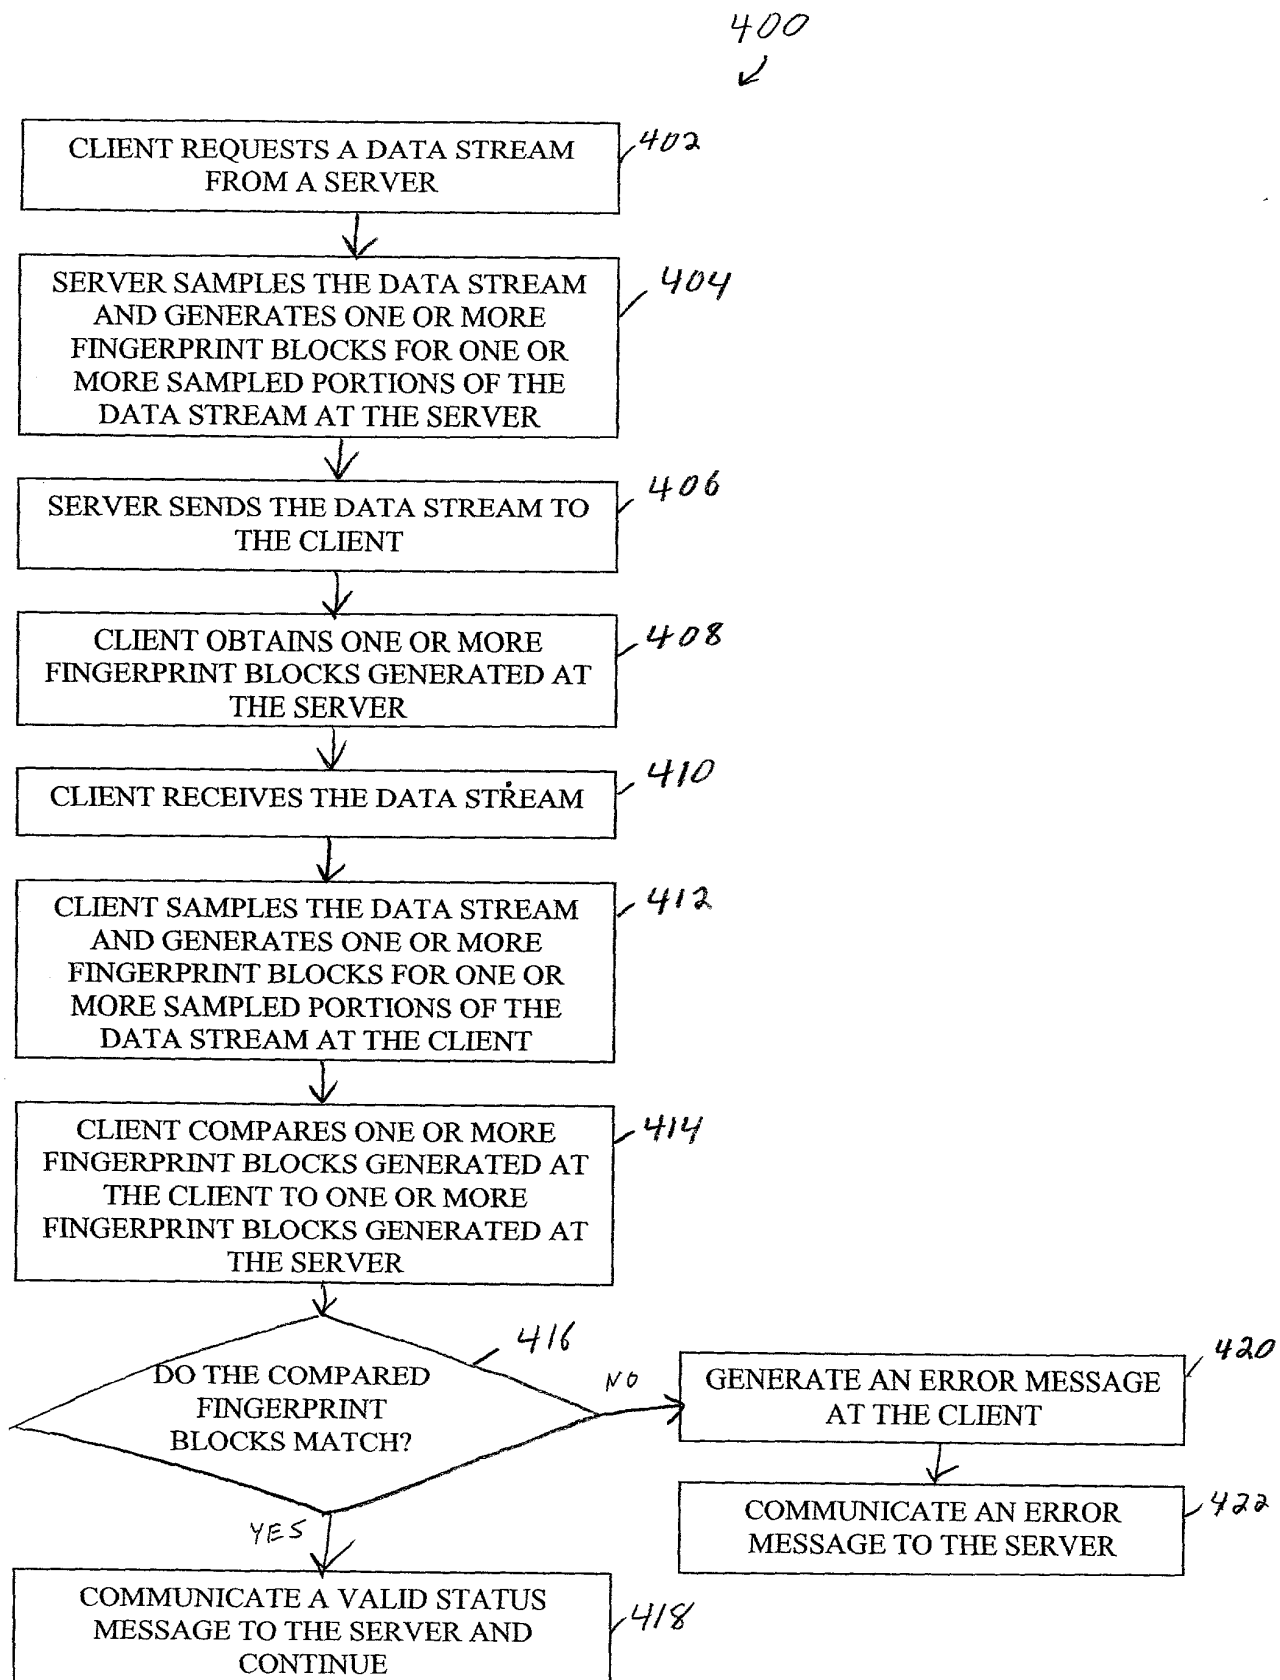 400
CLIENT REQUESTS A DATA STREAM
FROM A SERVER
402
SERVER SAMPLES THE DATA STREAM
AND GENERATES ONE OR MORE
FINGERPRINT BLOCKS FOR ONE OR
MORE SAMPLED PORTIONS OF THE
DATA STREAM AT THE SERVER
404
SERVER SENDS THE DATA STREAM TO
THE CLIENT
406
CLIENT OBTAINS ONE OR MORE
FINGERPRINT BLOCKS GENERATED AT
THE SERVER
408
CLIENT RECEIVES THE DATA STREAM
410
CLIENT SAMPLES THE DATA STREAM
AND GENERATES ONE OR MORE
FINGERPRINT BLOCKS FOR ONE OR
MORE SAMPLED PORTIONS OF THE
DATA STREAM AT THE CLIENT
412
CLIENT COMPARES ONE OR MORE
FINGERPRINT BLOCKS GENERATED AT
THE CLIENT TO ONE OR MORE
FINGERPRINT BLOCKS GENERATED AT
THE SERVER
414
DO THE COMPARED
FINGERPRINT
BLOCKS MATCH?
416
NO
GENERATE AN ERROR MESSAGE
AT THE CLIENT
420
COMMUNICATE AN ERROR
MESSAGE TO THE SERVER
422
YES
COMMUNICATE A VALID STATUS
MESSAGE TO THE SERVER AND
CONTINUE
418